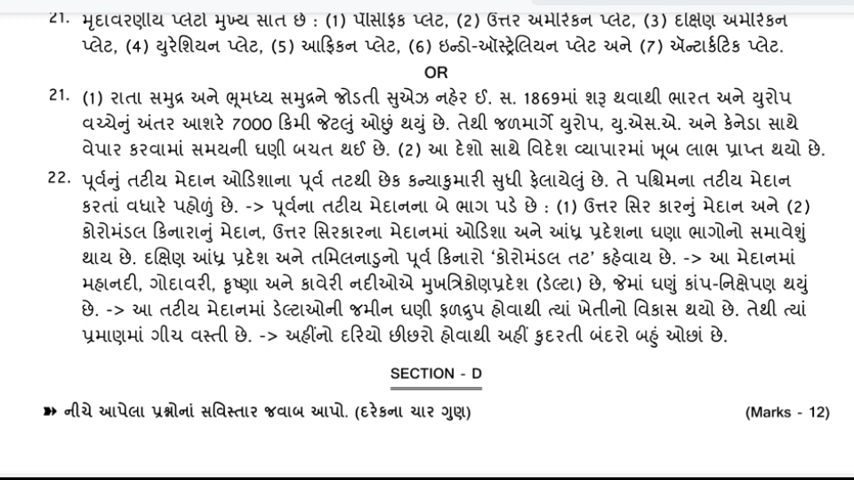 21. મૃદાવરણીય પ્લેટો મુખ્ય સાત છે : (1) પૅસિફિક પ્લેટ, (2) ઉત્તર અમેરિકન પ્લેટ, (3) દક્ષિણ અમેરિકન
પ્લેટ, (4) યુરેશિયન પ્લેટ, (5) આફ્રિકન પ્લેટ, (6) ઇન્ડો-ઑસ્ટ્રેલિયન પ્લેટ અને (7) ઍન્ટાર્કટિક પ્લેટ.
OR
21. (1) રાતા સમુદ્ર અને ભૂમધ્ય સમુદ્રને જોડતી સુએઝ નહેર ઈ. સ. 1869માં શરૂ થવાથી ભારત અને યુરોપ
વચ્ચેનું અંતર આશરે 7000 કિમી જેટલું ઓછું થયું છે. તેથી જળમાર્ગે યુરોપ, યુ.એસ.એ. અને કેનેડા સાથે
વેપાર કરવામાં સમયની ઘણી બચત થઈ છે. (2) આ દેશો સાથે વિદેશ વ્યાપારમાં ખૂબ લાભ પ્રાપ્ત થયો છે.
22. પૂર્વનું તટીય મેદાન ઓડિશાના પૂર્વ તટથી છેક કન્યાકુમારી સુધી ફેલાયેલું છે. તે પશ્ચિમના તટીય મેદાન
કરતાં વધારે પહોળું છે. -> પૂર્વના તટીય મેદાનના બે ભાગ પડે છે : (1) ઉત્તર સિર કારનું મેદાન અને (2)
કોરોમંડલ કિનારાનું મેદાન, ઉત્તર સિરકારના મેદાનમાં ઓડિશા અને આંધ્ર પ્રદેશના ઘણા ભાગોનો સમાવેશું
થાય છે. દક્ષિણ આંધ્ર પ્રદેશ અને તમિલનાડુનો પૂર્વ કિનારો 'કોરોમંડલ તટ' કહેવાય છે. -> આ મેદાનમાં
મહાનદી, ગોદાવરી, કૃષ્ણા અને કાવેરી નદીઓએ મુખત્રિકોણપ્રદેશ (ડેલ્ટા) છે, જેમાં ઘણું કાંપ-નિક્ષેપણ થયું
છે. -> આ તટીય મેદાનમાં ડેલ્ટાઓની જમીન ઘણી ફળદ્રુપ હોવાથી ત્યાં ખેતીનો વિકાસ થયો છે. તેથી ત્યાં
પ્રમાણમાં ગીચ વસ્તી છે. -> અહીંનો દરિયો છીછરો હોવાથી અહીં કુદરતી બંદરો બહું ઓછાં છે.
SECTION - D
➽ નીચે આપેલા પ્રશ્નોનાં સવિસ્તાર જવાબ આપો. (દરેકના ચાર ગુણ) (Marks - 12)